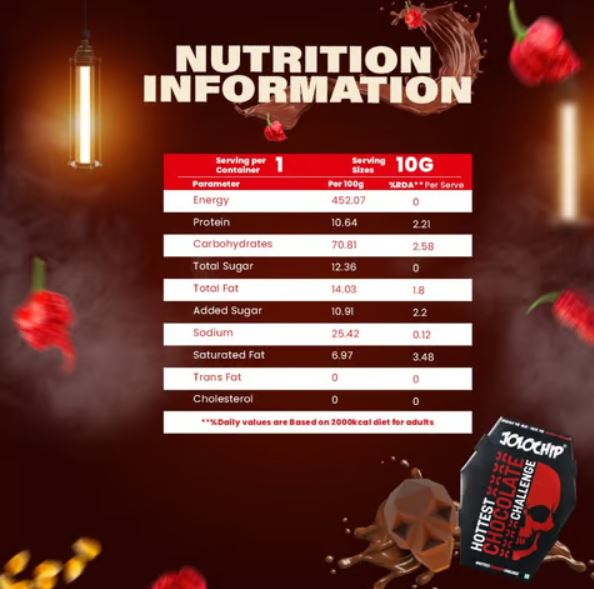 NUTRITION
INFORMATION
Serving per Container 1 Serving Sizes 10G
Parameter Per 100g %RDA** Per Serve
Energy 452.07 0
Protein 10.64 2.21
Carbohydrates 70.81 2.58
Total Sugar 12.36 0
Total Fat 14.03 1.8
Added Sugar 10.91 2.2
Sodium 25.42 0.12
Saturated Fat 6.97 3.48
Trans Fat 0 0
Cholesterol 0 0
**%Daily values are Based on 2000kcal diet for adults
JOLOCHIP
HOTTEST
CHOCOLATE
CHALLENGE